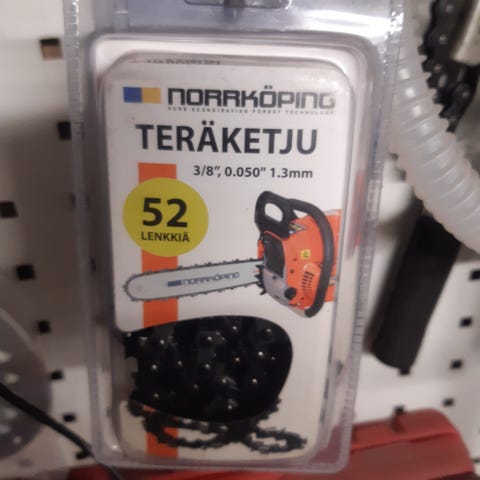 NORRKÖPING
PURE SCANDINAVIAN FOREST TECHNOLOGY
TERÄKETJU
3/8", 0.050" 1.3mm
52
LENKKIÄ
NORRKÖPING